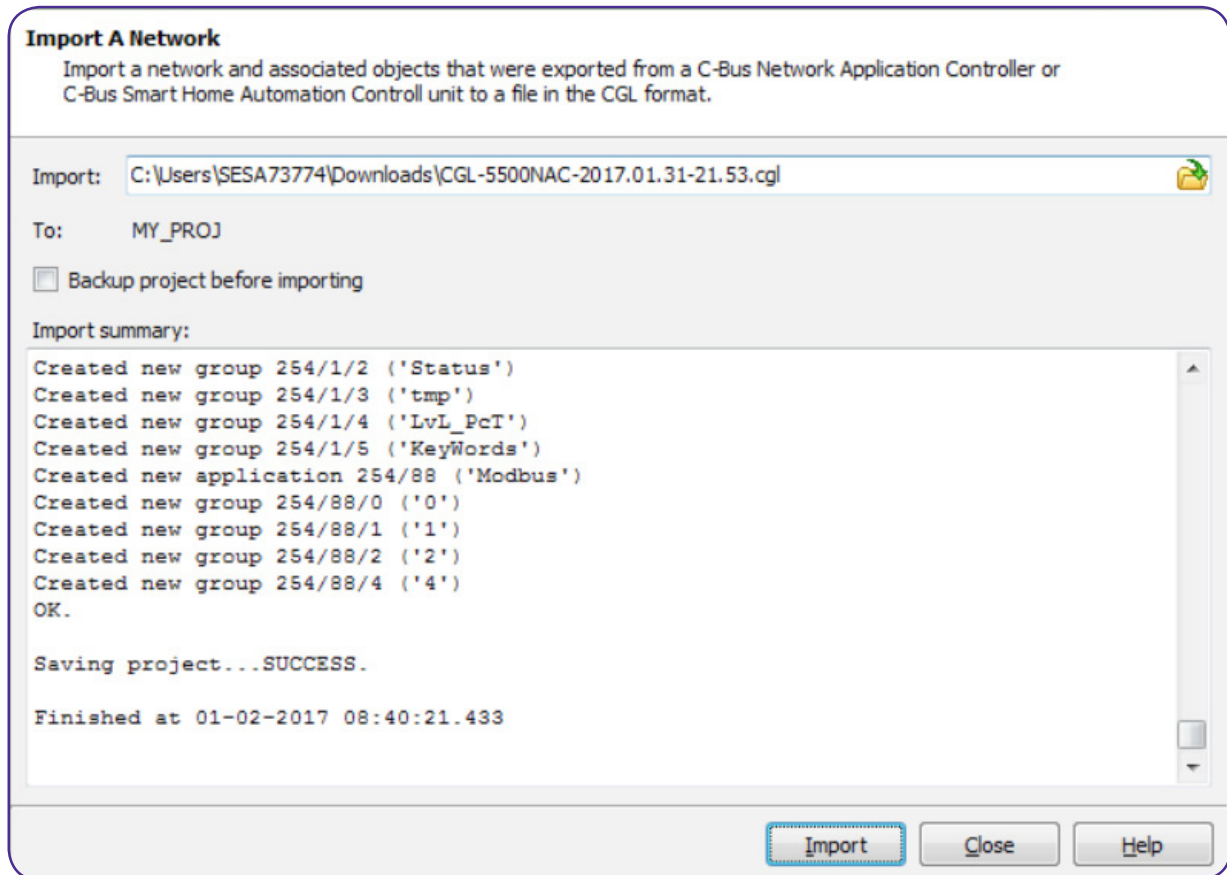 Import A Network
Import a network and associated objects that were exported from a C-Bus Network Application Controller or
C-Bus Smart Home Automation Controll unit to a file in the CGL format.
Import: C:\Users\SESA73774\Downloads\CGL-5500NAC-2017.01.31-21.53.cgl
To: MY_PROJ
Backup project before importing
Import summary:
Created new group 254/1/2 ('Status')
Created new group 254/1/3 ('tmp')
Created new group 254/1/4 ('LvL_PcT')
Created new group 254/1/5 ('KeyWords')
Created new application 254/88 ('Modbus')
Created new group 254/88/0 ('0')
Created new group 254/88/1 ('1')
Created new group 254/88/2 ('2')
Created new group 254/88/4 ('4')
OK.
Saving project...SUCCESS.
Finished at 01-02-2017 08:40:21.433
Import Close Help